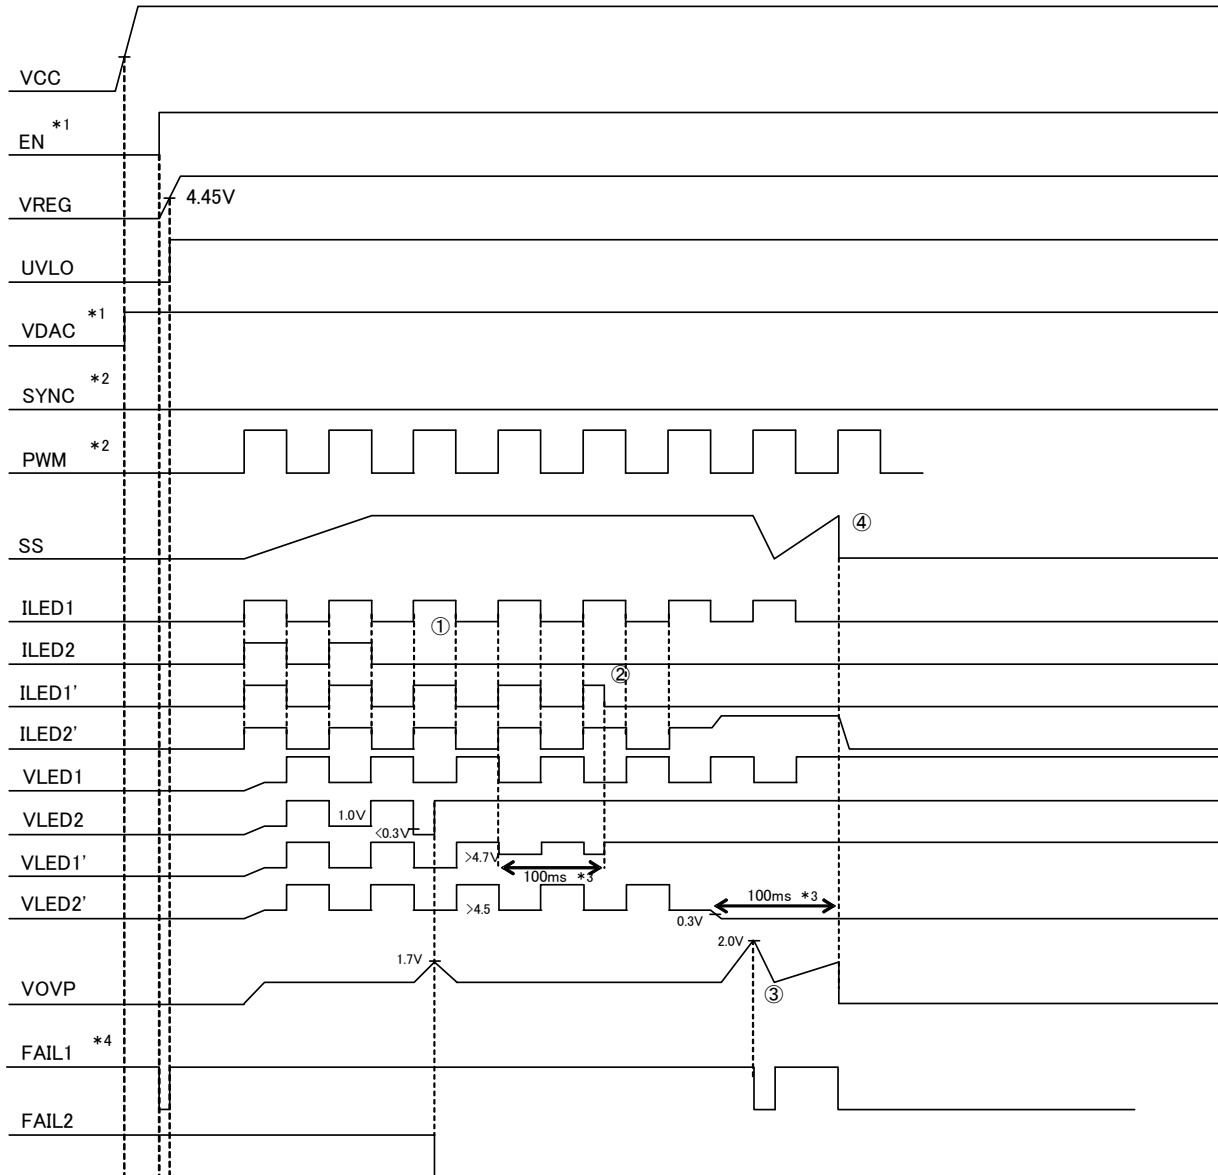 VCC
EN *1
VREG
4.45V
UVLO
VDAC *1
SYNC *2
PWM *2
SS
④
ILED1
①
ILED2
ILED1'
②
ILED2'
VLED1
VLED2
1.0V
<0.3V
VLED1'
>4.7V
100ms *3
VLED2'
>4.5
100ms *3
0.3V
2.0V
1.7V
VOVP
③
FAIL1 *4
FAIL2